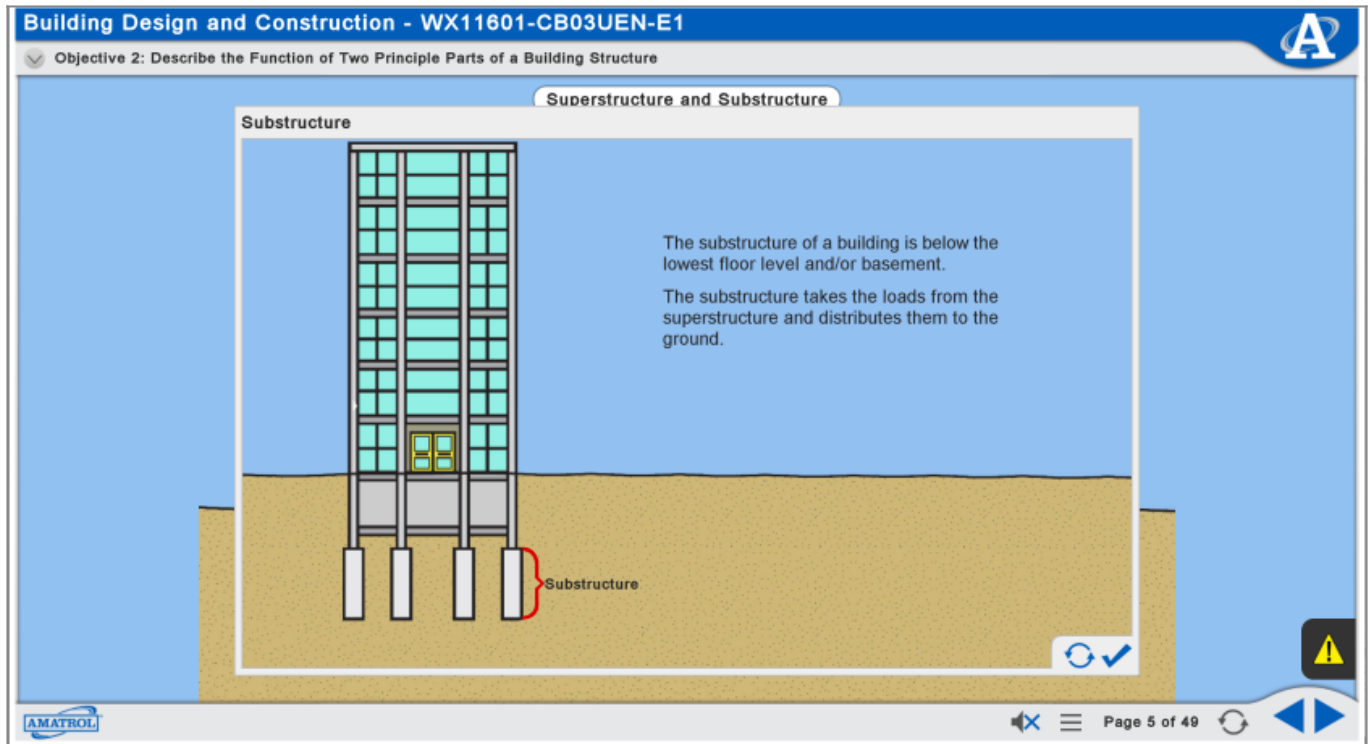 Building Design and Construction - WX11601-CB03UEN-E1
Objective 2: Describe the Function of Two Principle Parts of a Building Structure
Superstructure and Substructure
Substructure
The substructure of a building is below the
lowest floor level and/or basement.
The substructure takes the loads from the
superstructure and distributes them to the
ground.
Substructure
AMATROL
Page 5 of 49
A